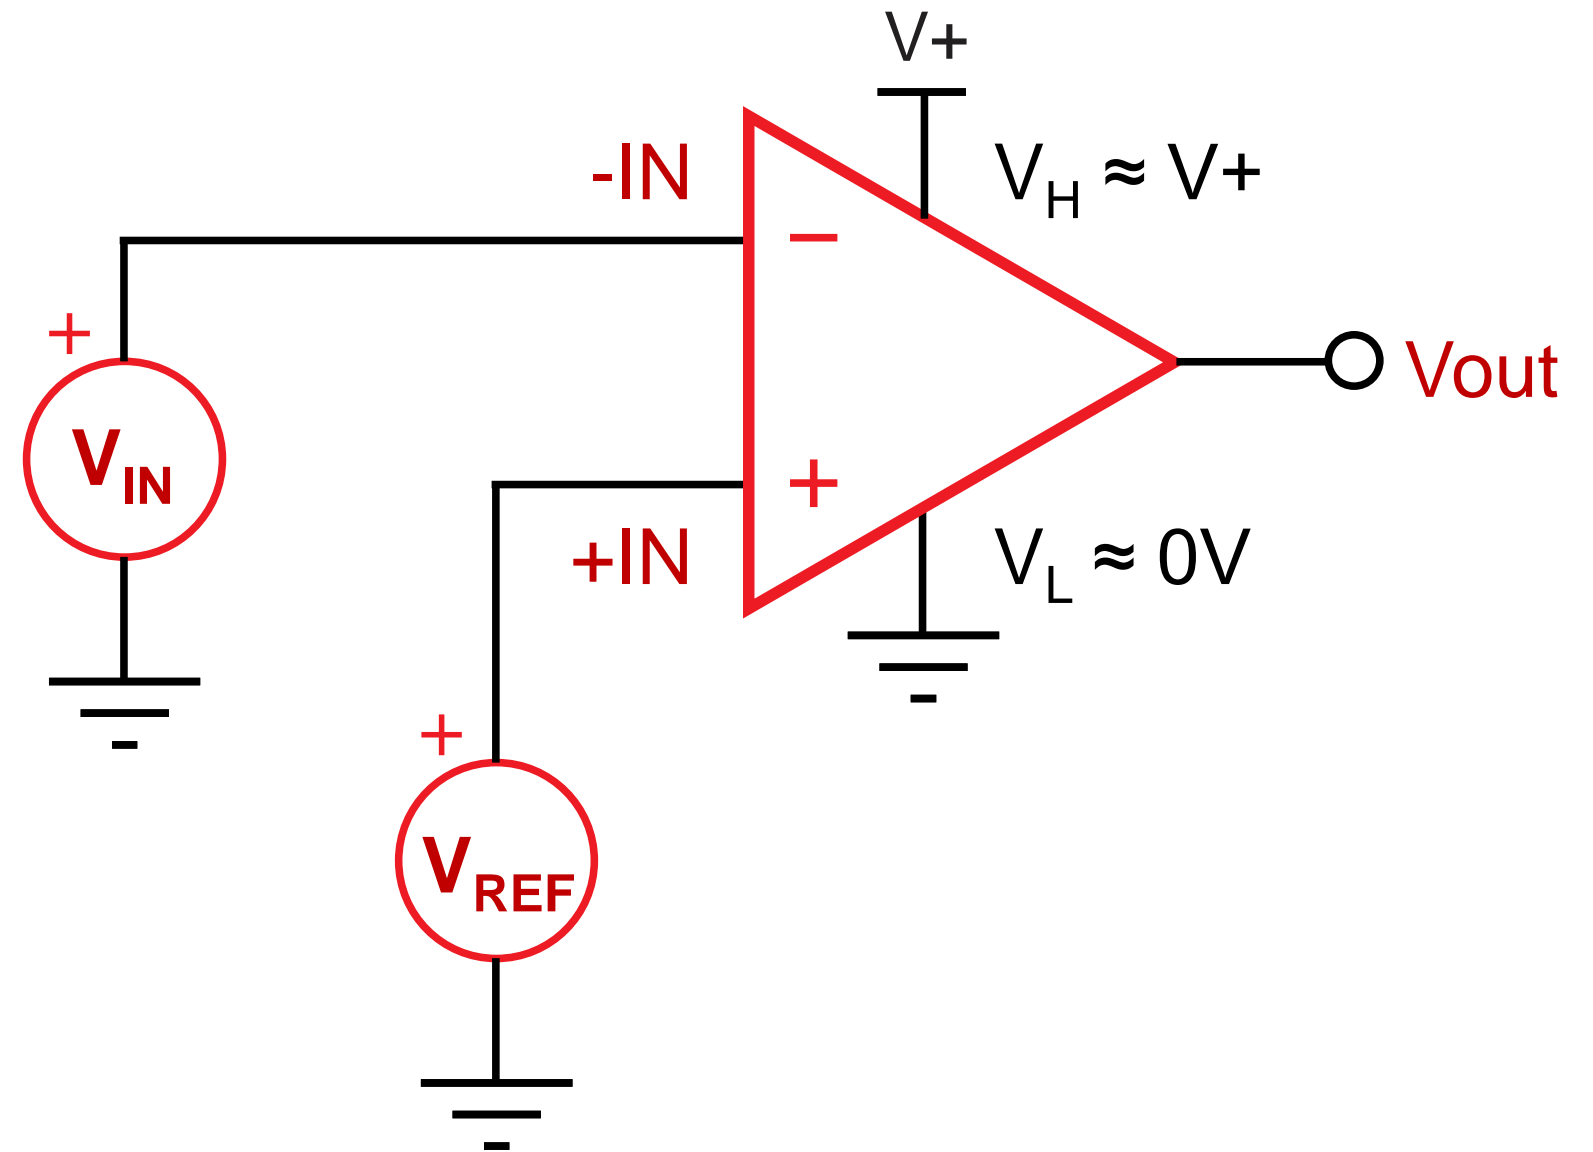 V+
-IN
VH ≈ V+
−
+
Vout
VIN
+
+IN
VL ≈ 0V
+
VREF